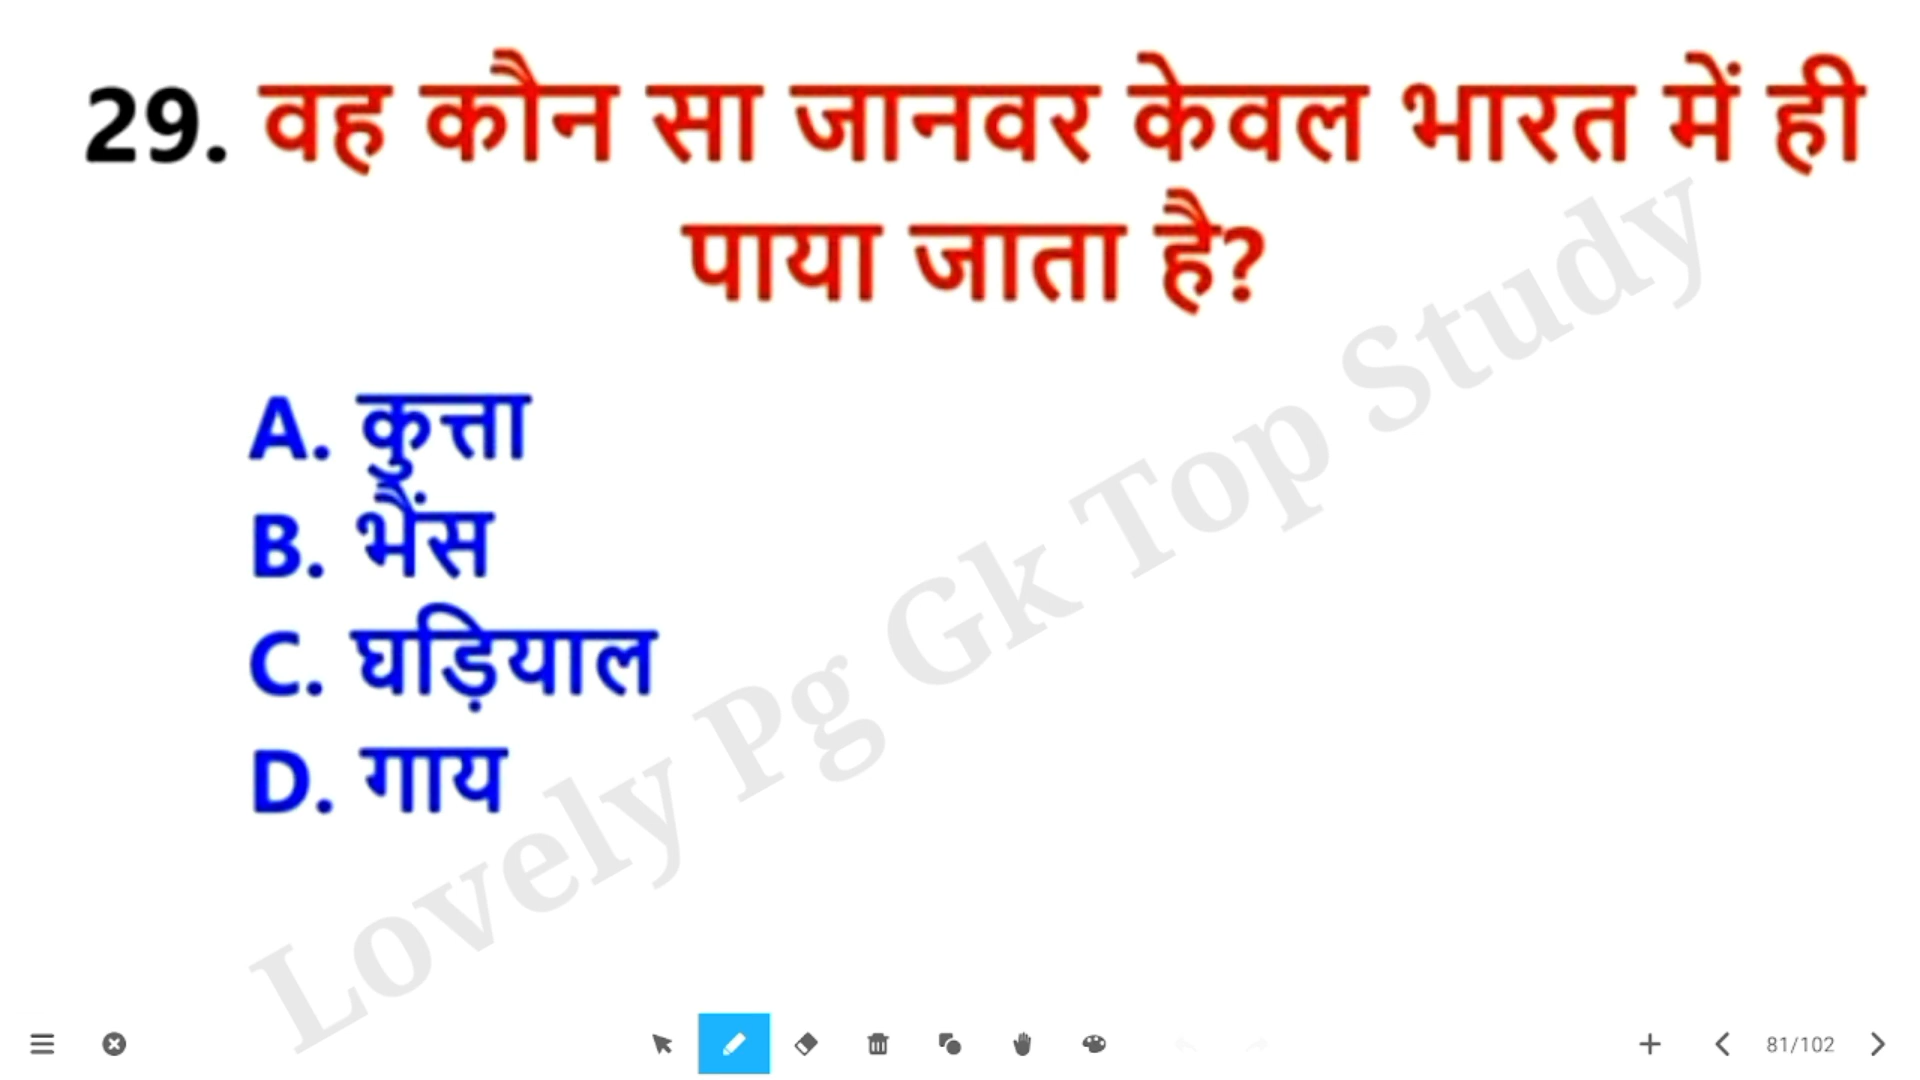 29. वह कौन सा जानवर केवल भारत में ही
पाया जाता है?
A. कुत्ता
B. भैंस
C. घड़ियाल
D. गाय
Lovely Pg Gk Top Study
81/102